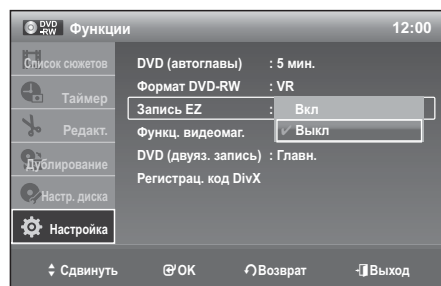 DVD -RW Функции 12:00
Список сюжетов
Таймер
Редакт.
Дублирование
Настр. диска
Настройка
DVD (автоглавы) : 5 мин.
Формат DVD-RW : VR
Запись EZ : Вкл
Функц. видеомаг. ✓ Выкл
DVD (двуяз. запись) : Главн.
Регистрац. код DivX
Сдвинуть OK Возврат Выход